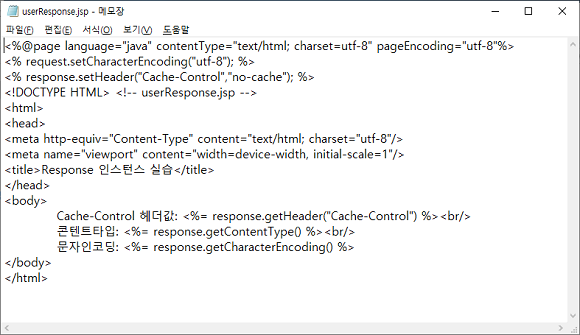 userResponse.jsp - 메모장
파일(F) 편집(E) 서식(O) 보기(V) 도움말
<%@page language="java" contentType="text/html; charset=utf-8" pageEncoding="utf-8"%>
<% request.setCharacterEncoding("utf-8"); %>
<% response.setHeader("Cache-Control","no-cache"); %>
<!DOCTYPE HTML> <!-- userResponse.jsp -->
<html>
<head>
<meta http-equiv="Content-Type" content="text/html; charset="utf-8"/>
<meta name="viewport" content="width=device-width, initial-scale=1"/>
<title>Response 인스턴스 실습</title>
</head>
<body>
Cache-Control 헤더값: <%= response.getHeader("Cache-Control") %><br/>
콘텐트타입: <%= response.getContentType() %><br/>
문자인코딩: <%= response.getCharacterEncoding() %>
</body>
</html>